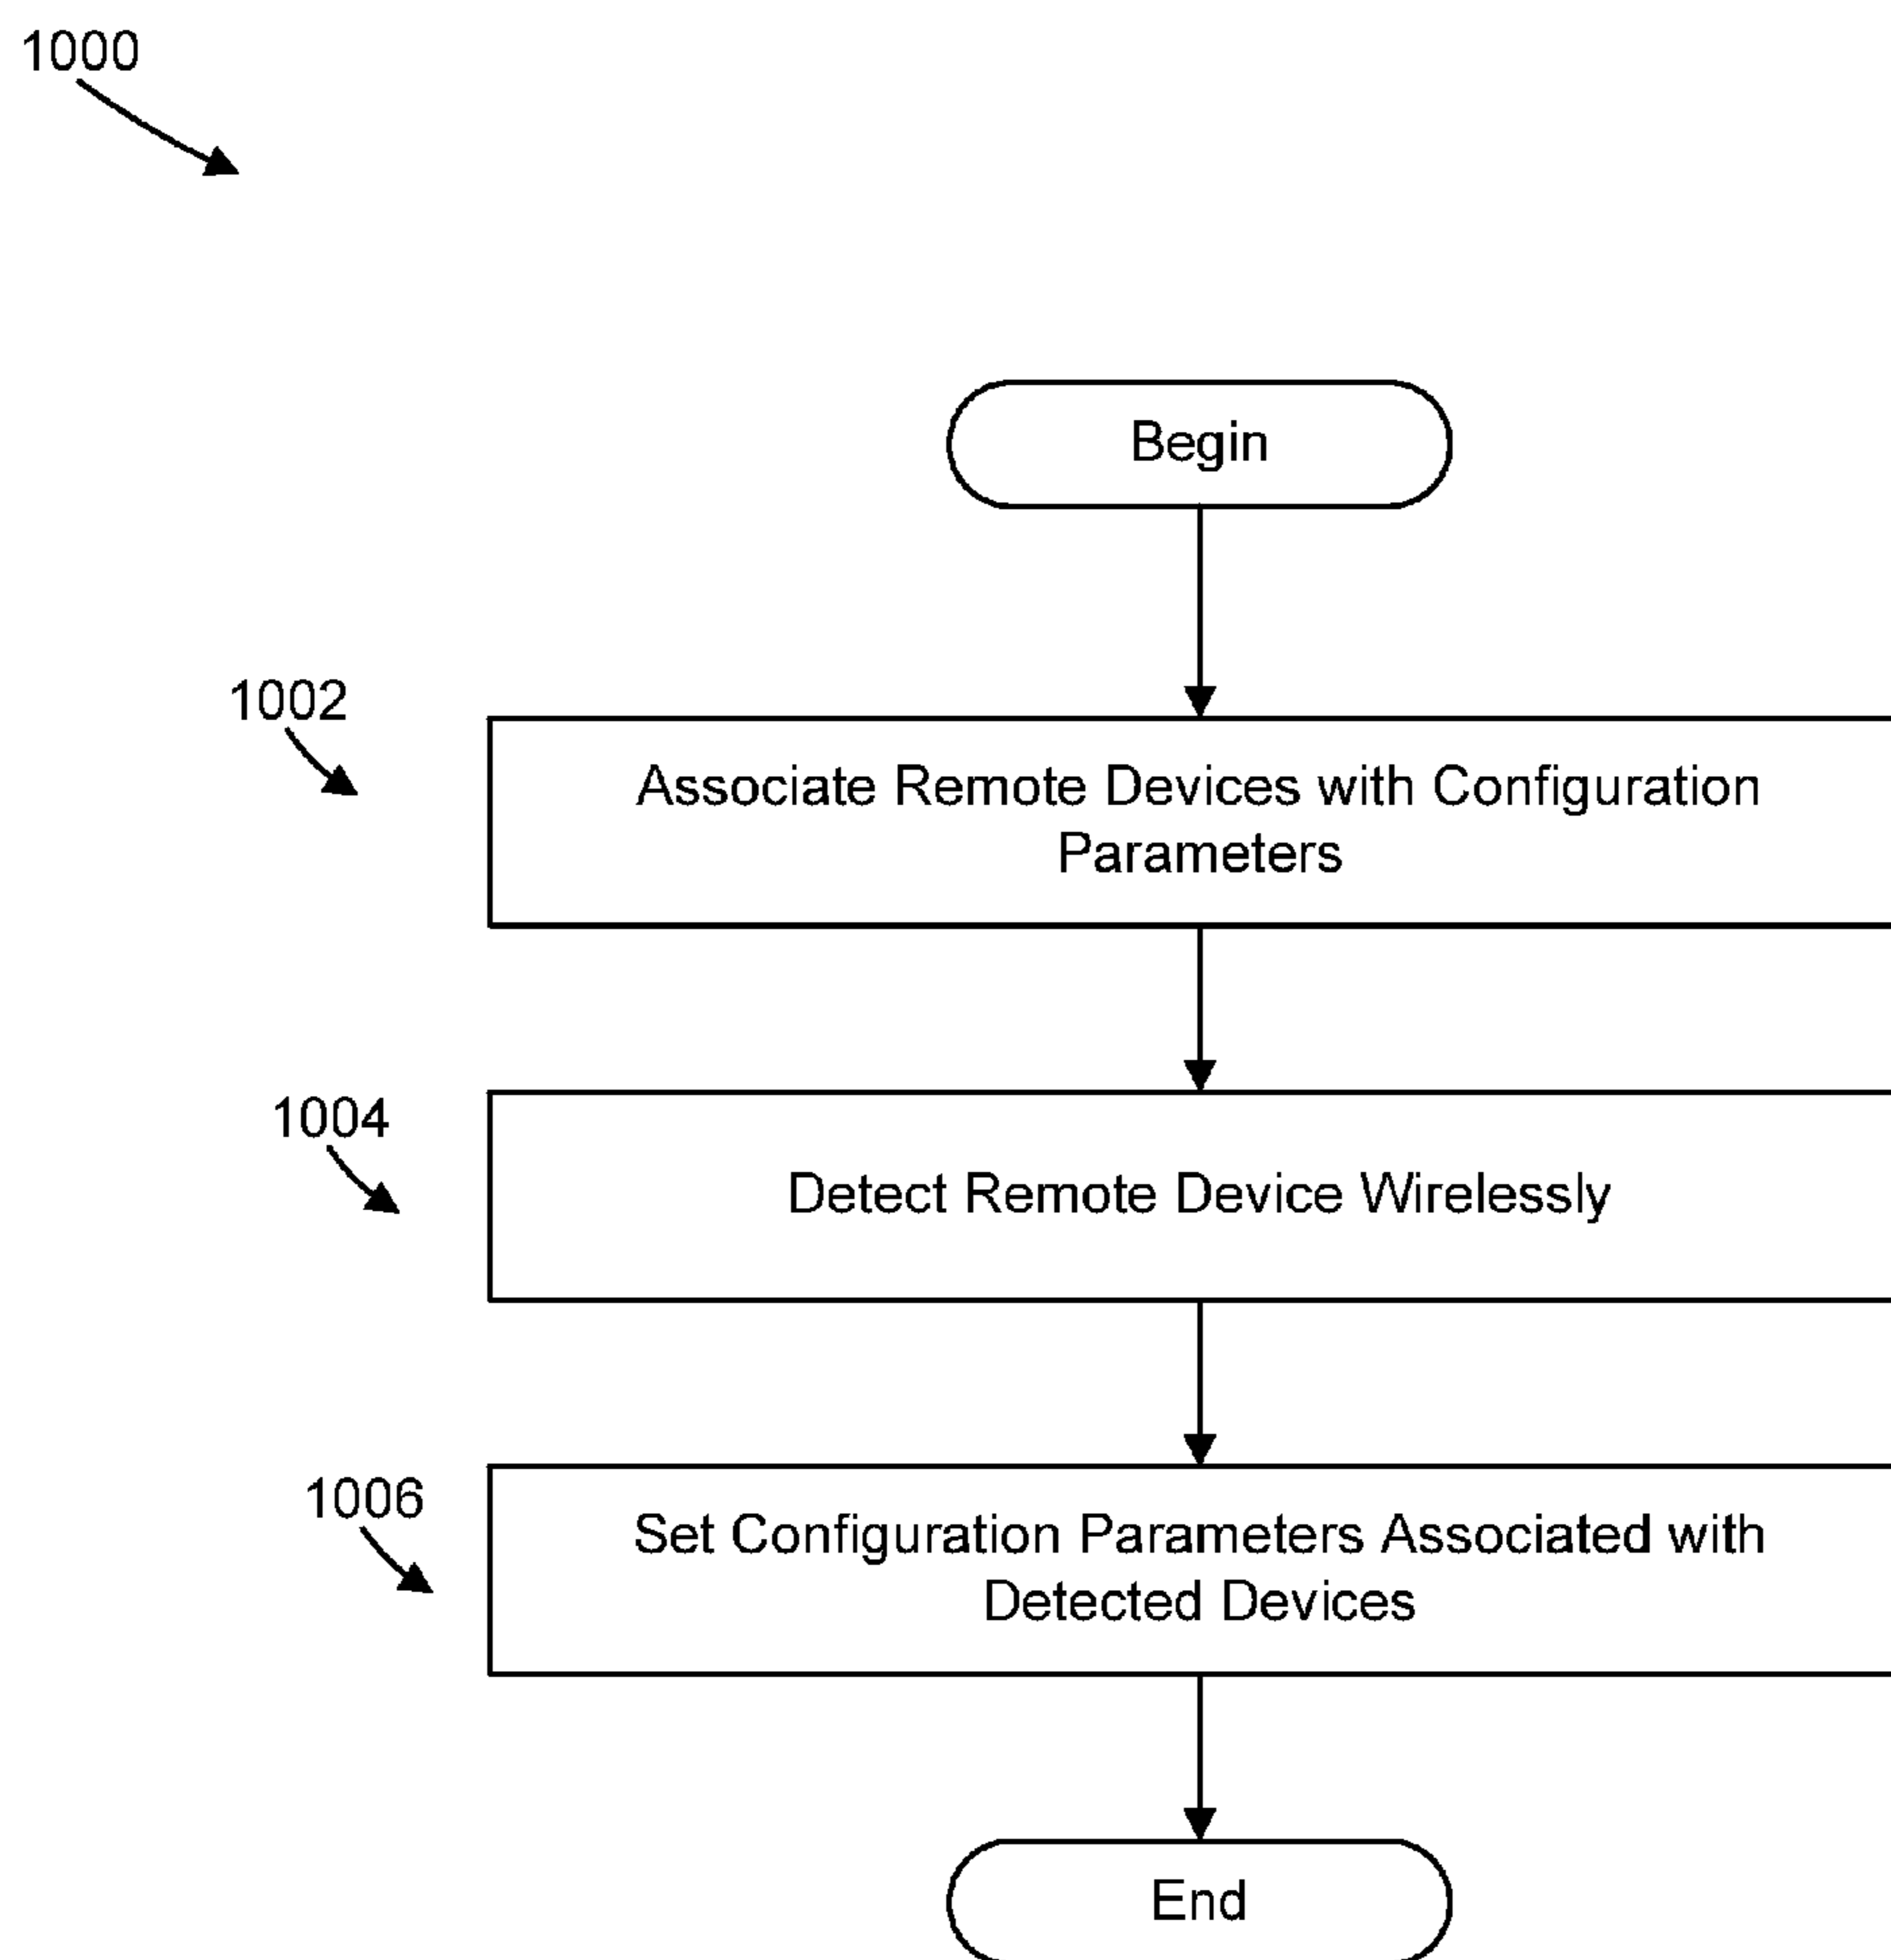 1000
Begin
1002
Associate Remote Devices with Configuration
Parameters
1004
Detect Remote Device Wirelessly
1006
Set Configuration Parameters Associated with
Detected Devices
End